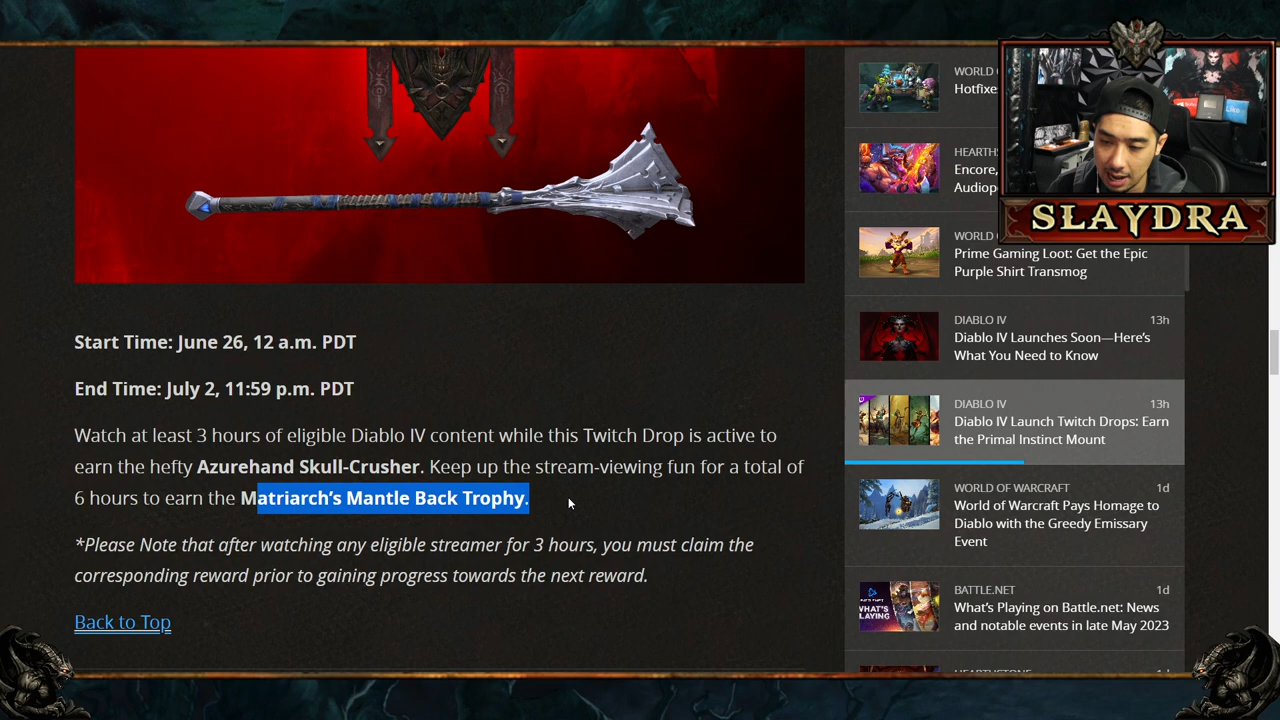 Start Time: June 26, 12 a.m. PDT
End Time: July 2, 11:59 p.m. PDT
Watch at least 3 hours of eligible Diablo IV content while this Twitch Drop is active to
earn the hefty Azurehand Skull-Crusher. Keep up the stream-viewing fun for a total of
6 hours to earn the Matriarch's Mantle Back Trophy.
*Please Note that after watching any eligible streamer for 3 hours, you must claim the
corresponding reward prior to gaining progress towards the next reward.
Back to Top
WORLD
Hotfixe
HEARTHS
Encore,
Audiop
WORLD
Prime Gaming Loot: Get the Epic
Purple Shirt Transmog
DIABLO IV 13h
Diablo IV Launches Soon—Here's
What You Need to Know
DIABLO IV 13h
Diablo IV Launch Twitch Drops: Earn
the Primal Instinct Mount
WORLD OF WARCRAFT 1d
World of Warcraft Pays Homage to
Diablo with the Greedy Emissary
Event
BATTLE.NET 1d
WHAT'S
PLAYING
What's Playing on Battle.net: News
and notable events in late May 2023
HEARTHSTONE 1d
Like
SLAYDRA